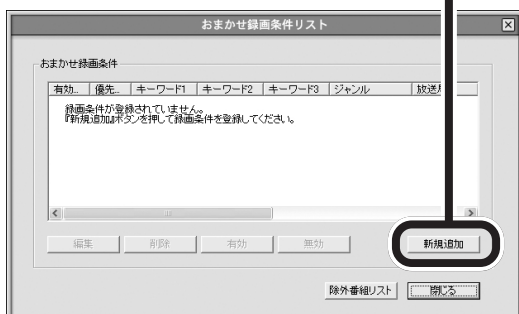 おまかせ録画条件リスト
おまかせ録画条件
有効.. 優先.. キーワード1 キーワード2 キーワード3 ジャンル 放送局
録画条件が登録されていません。
『新規追加』ボタンを押して録画条件を登録してください。
編集 削除 有効 無効 新規追加
除外番組リスト 閉じる